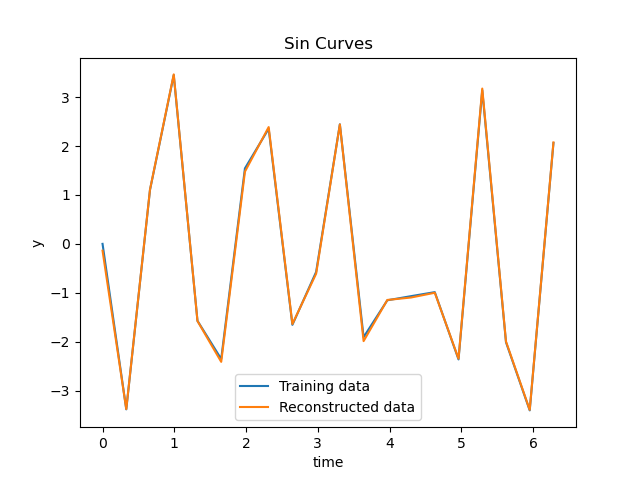 Sin Curves
3
2
1
0
−1
−2
−3
y
Training data
Reconstructed data
0 1 2 3 4 5 6
time